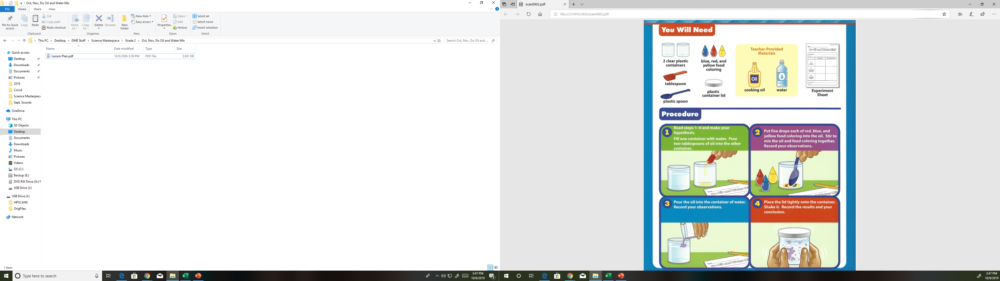 Oct, Nov, Do Oil and Water Mix
File
Home
Share
View
Pin to Quick access
Copy
Paste
Cut
Copy path
Paste shortcut
Clipboard
Move to
Copy to
Delete
Rename
Organize
New folder
New item
Easy access
New
Properties
Open
Edit
History
Open
Select all
Select none
Invert selection
Select
This PC > Desktop > DME Stuff > Science Masterpiece > Grade 2 > Oct, Nov, Do Oil and Water Mix
Search Oct, Nov, Do Oil and ...
Name
Date modified
Type
Size
Lesson Plan.pdf
10/9/2006 3:39 PM
PDF File
3,661 KB
Quick access
Desktop
Downloads
Documents
Pictures
2019
Cricut
Science Masterpiec
Sept, Sounds
OneDrive
This PC
3D Objects
Desktop
Documents
Downloads
Music
Pictures
Videos
OS (C:)
Backup (E:)
DVD RW Drive (G:)
USB Drive (J:)
USB Drive (J:)
HPSCANS
OrigFiles
Network
1 item
Type here to search
3:47 PM
10/8/2019
scan0002.pdf
file:///J:/HPSCANS/scan0002.pdf
You Will Need
2 clear plastic
containers
blue, red, and
yellow food
coloring
tablespoon
plastic
container lid
plastic spoon
Teacher-Provided
Materials
Oil
cooking oil
water
Do Oil and Water Mix?
Experiment
Sheet
Procedure
1
Read steps 1–4 and make your
hypothesis.
Fill one container with water. Pour
two tablespoons of oil into the other
container.
Do Oil and Water Mi
2
Put five drops each of red, blue, and
yellow food coloring into the oil. Stir to
mix the oil and food coloring together.
Record your observations.
Water Mi
3
Pour the oil into the container of water.
Record your observations.
Do Oil and Water Mi
4
Place the lid tightly onto the container.
Shake it. Record the results and your
conclusion.
3:47 PM
10/8/2019